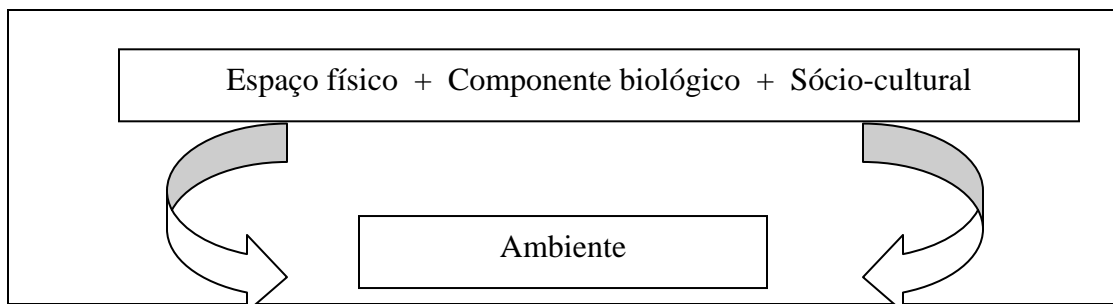 Espaço físico + Componente biológico + Sócio-cultural
Ambiente